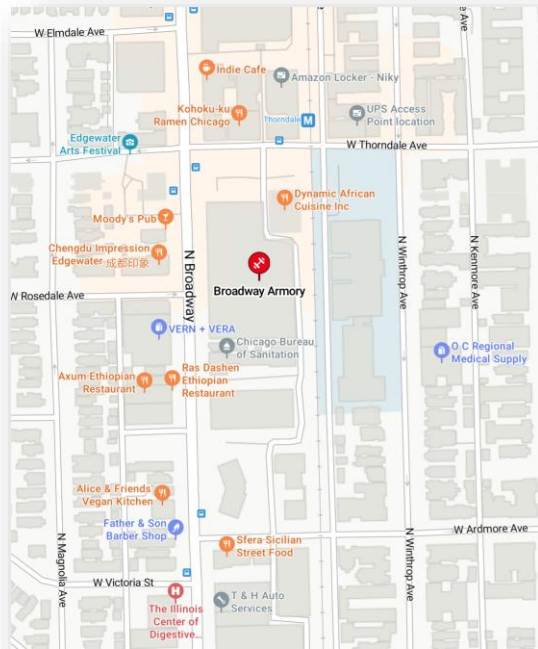 W Elmdale Ave
e Ave
Indie Cafe
Amazon Locker - Niky
Kohoku-ku
Ramen Chicago
Thorndale
M
UPS Access
Point location
Edgewater
Arts Festival
W Thorndale Ave
Dynamic African
Cuisine Inc
Moody's Pub
Chengdu Impression
Edgewater 成都印象
N Broadway
Broadway Armory
N Winthrop Ave
N Kenmore Ave
W Rosedale Ave
VERN + VERA
Chicago Bureau
of Sanitation
O C Regional
Medical Supply
Axum Ethiopian
Restaurant
Ras Dashen
Ethiopian
Restaurant
Alice & Friends
Vegan Kitchen
Father & Son
Barber Shop
Sfera Sicilian
Street Food
W Ardmore Ave
N Magnolia Ave
N Winthrop Ave
W Victoria St
H
The Illinois
Center of
Digestive...
T & H Auto
Services